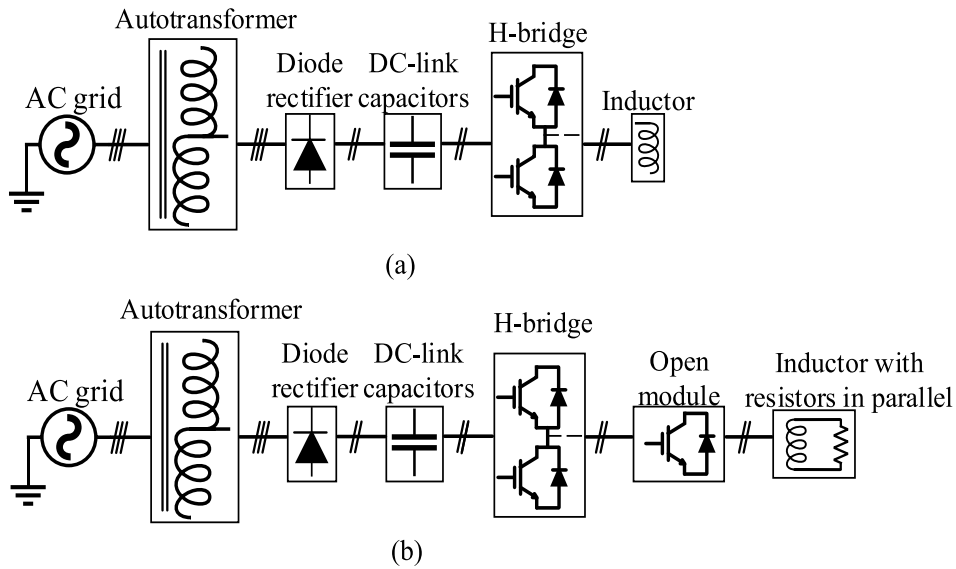 Autotransformer
H-bridge
Diode
rectifier
DC-link
capacitors
AC grid
Inductor
(a)
Autotransformer
H-bridge
Diode
rectifier
DC-link
capacitors
Open
module
Inductor with
resistors in parallel
AC grid
(b)